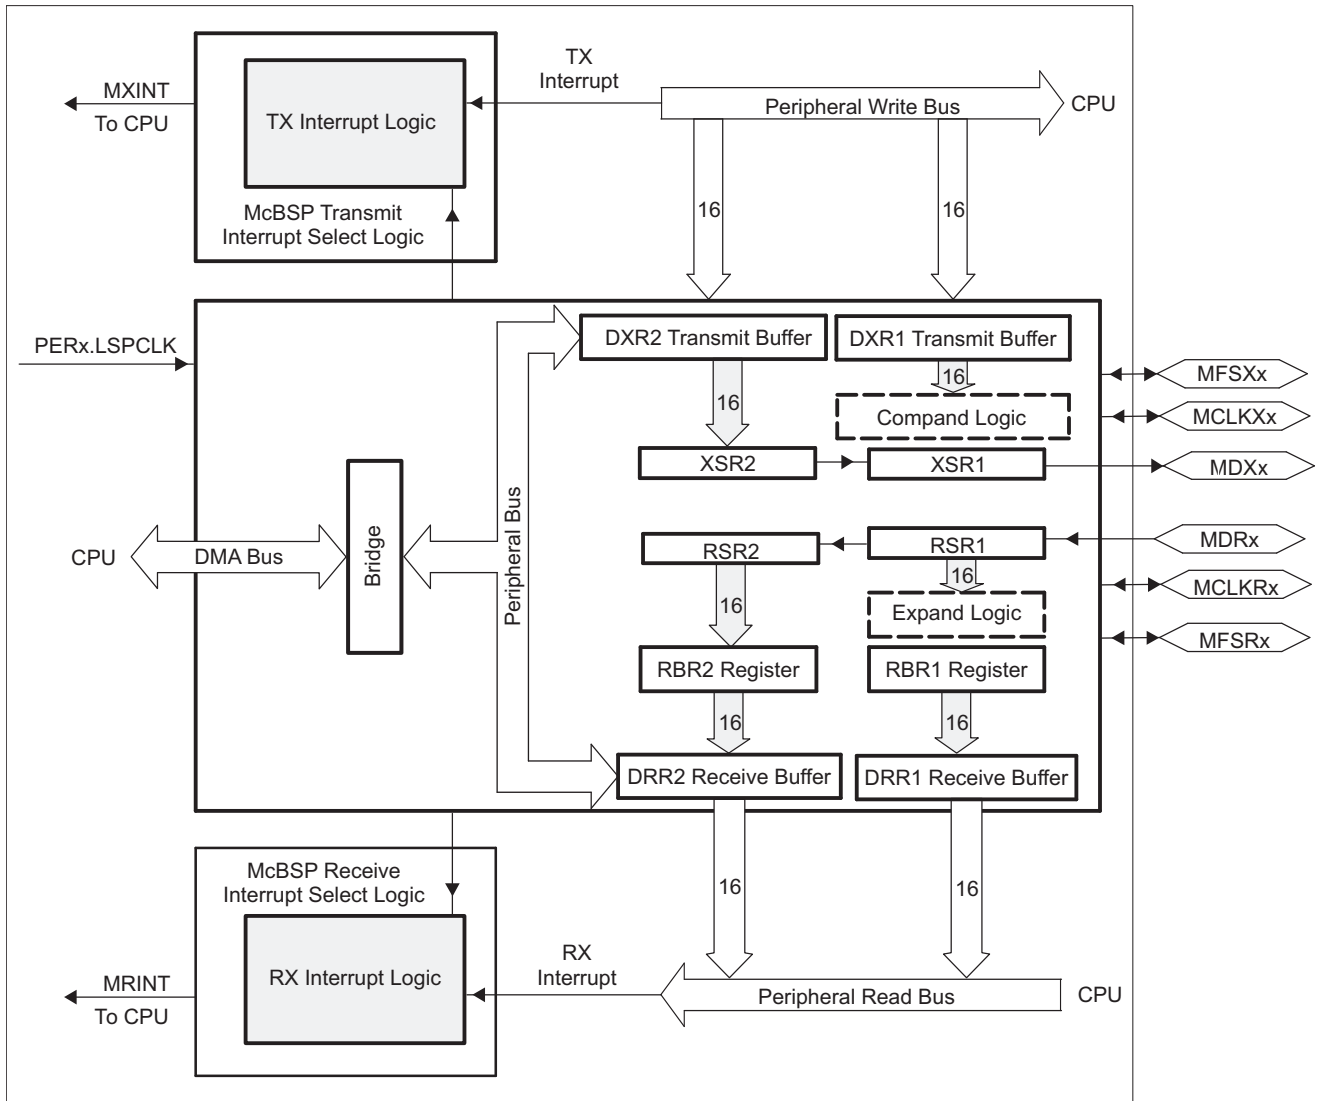 TX
Interrupt
MXINT
To CPU
TX Interrupt Logic
Peripheral Write Bus
CPU
McBSP Transmit
Interrupt Select Logic
16
16
PERx.LSPCLK
DXR2 Transmit Buffer
DXR1 Transmit Buffer
16
16
MFSXx
Compand Logic
MCLKXx
XSR2
XSR1
MDXx
Peripheral Bus
CPU
DMA Bus
Bridge
RSR2
RSR1
MDRx
16
16
Expand Logic
MCLKRx
MFSRx
RBR2 Register
RBR1 Register
16
16
DRR2 Receive Buffer
DRR1 Receive Buffer
McBSP Receive
Interrupt Select Logic
16
16
RX Interrupt Logic
RX
Interrupt
MRINT
To CPU
Peripheral Read Bus
CPU